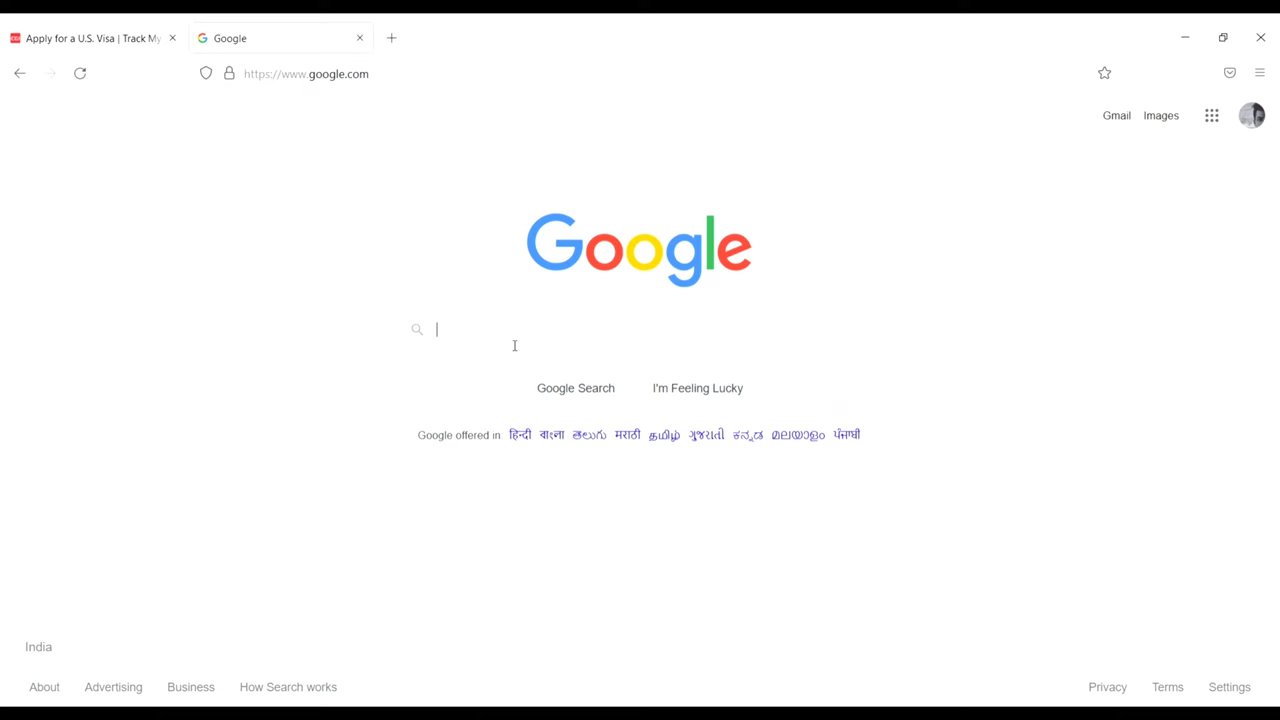 Apply for a U.S. Visa | Track My
Google
https://www.google.com
Gmail Images
Google
Google Search I'm Feeling Lucky
Google offered in: हिन्दी বাংলা తెలుగు मराठी தமிழ் ગુજરાતી ಕನ್ನಡ മലയാളം ਪੰਜਾਬੀ
India
About Advertising Business How Search works
Privacy Terms Settings